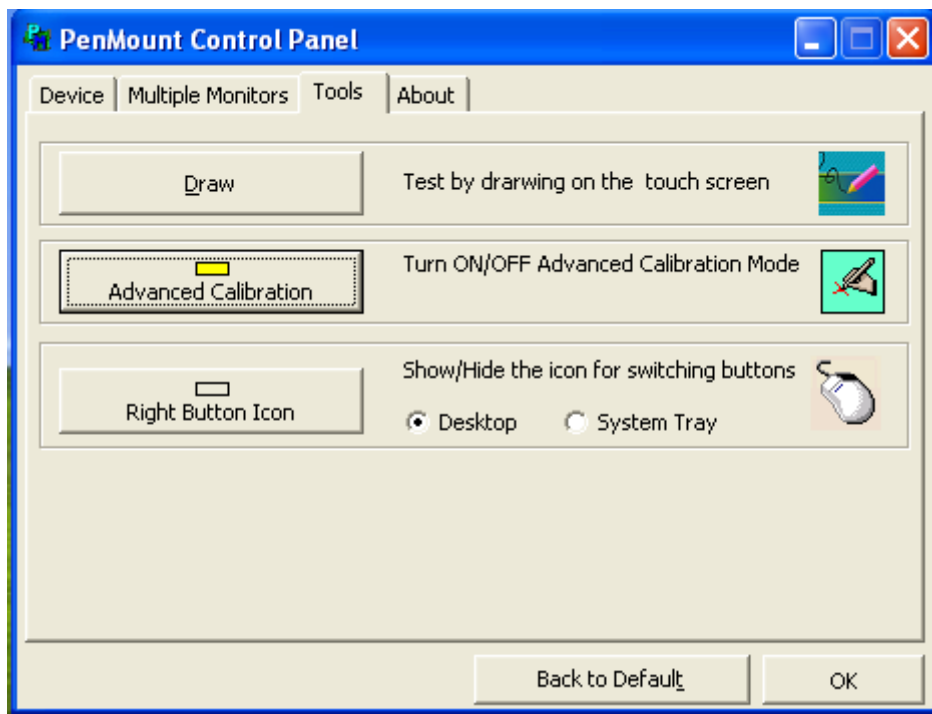 PenMount Control Panel
Device Multiple Monitors Tools About
Draw
Test by drarwing on the touch screen
Advanced Calibration
Turn ON/OFF Advanced Calibration Mode
Right Button Icon
Show/Hide the icon for switching buttons
Desktop System Tray
Back to Default OK